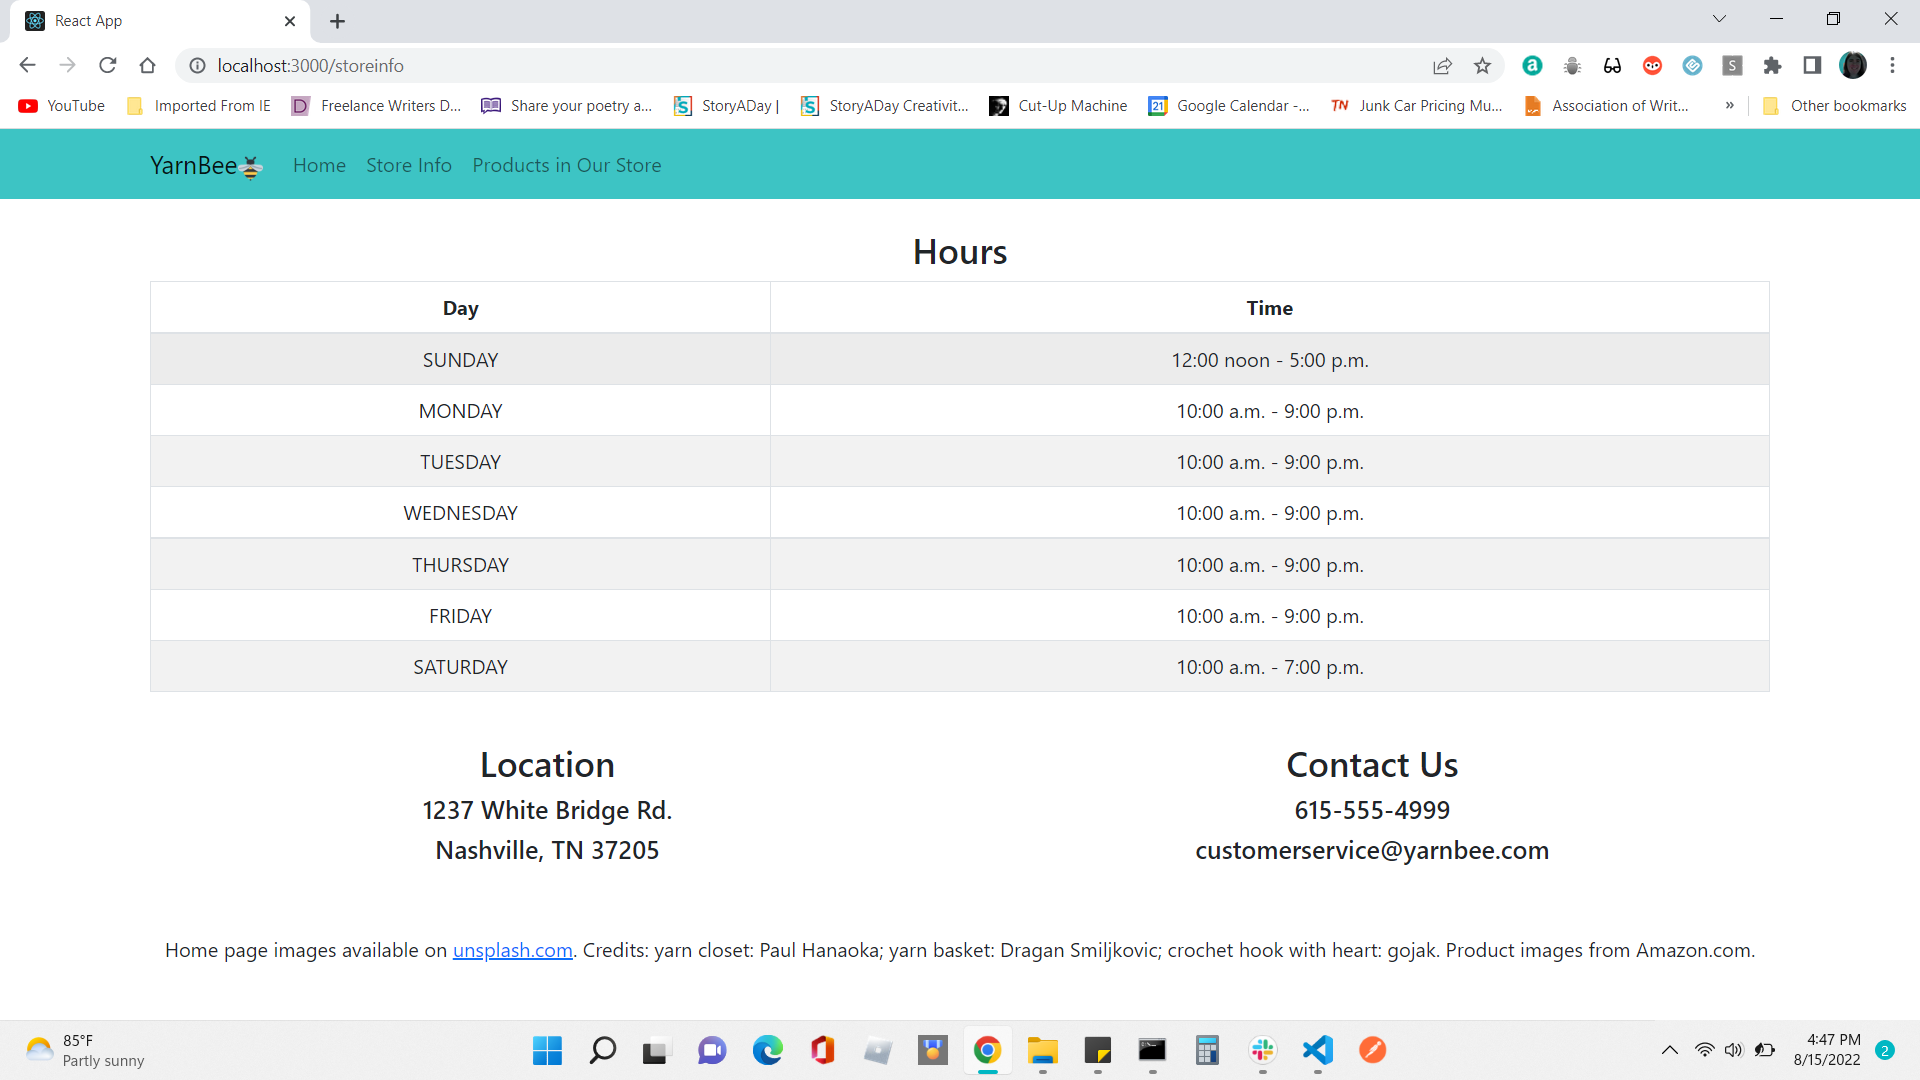 React App
localhost:3000/storeinfo
YouTube Imported From IE Freelance Writers D... Share your poetry a... StoryADay | StoryADay Creativit... Cut-Up Machine Google Calendar -... TN Junk Car Pricing Mu... Association of Writ... » Other bookmarks
YarnBee Home Store Info Products in Our Store
Hours
Day Time
SUNDAY 12:00 noon - 5:00 p.m.
MONDAY 10:00 a.m. - 9:00 p.m.
TUESDAY 10:00 a.m. - 9:00 p.m.
WEDNESDAY 10:00 a.m. - 9:00 p.m.
THURSDAY 10:00 a.m. - 9:00 p.m.
FRIDAY 10:00 a.m. - 9:00 p.m.
SATURDAY 10:00 a.m. - 7:00 p.m.
Location
1237 White Bridge Rd.
Nashville, TN 37205
Contact Us
615-555-4999
customerservice@yarnbee.com
Home page images available on unsplash.com. Credits: yarn closet: Paul Hanaoka; yarn basket: Dragan Smiljkovic; crochet hook with heart: gojak. Product images from Amazon.com.
85°F
Partly sunny
4:47 PM
8/15/2022
2